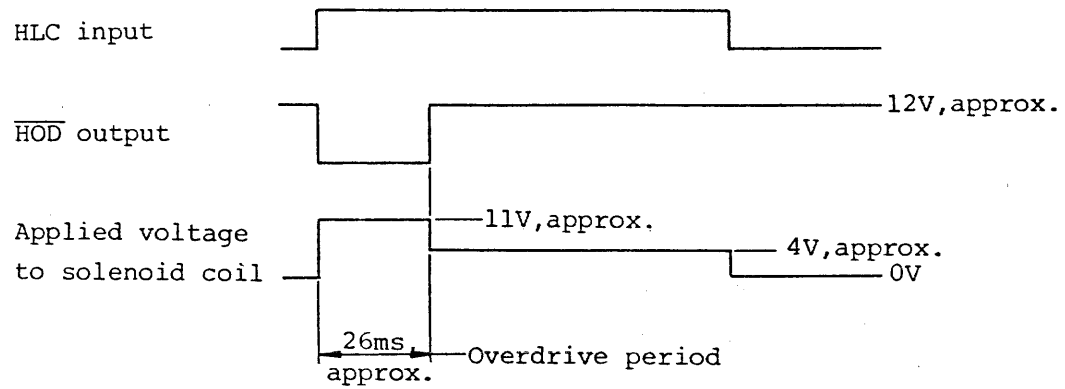 HLC input
12V,approx.
HOD output
11V,approx.
Applied voltage
to solenoid coil
4V,approx.
0V
26ms,
approx.
Overdrive period